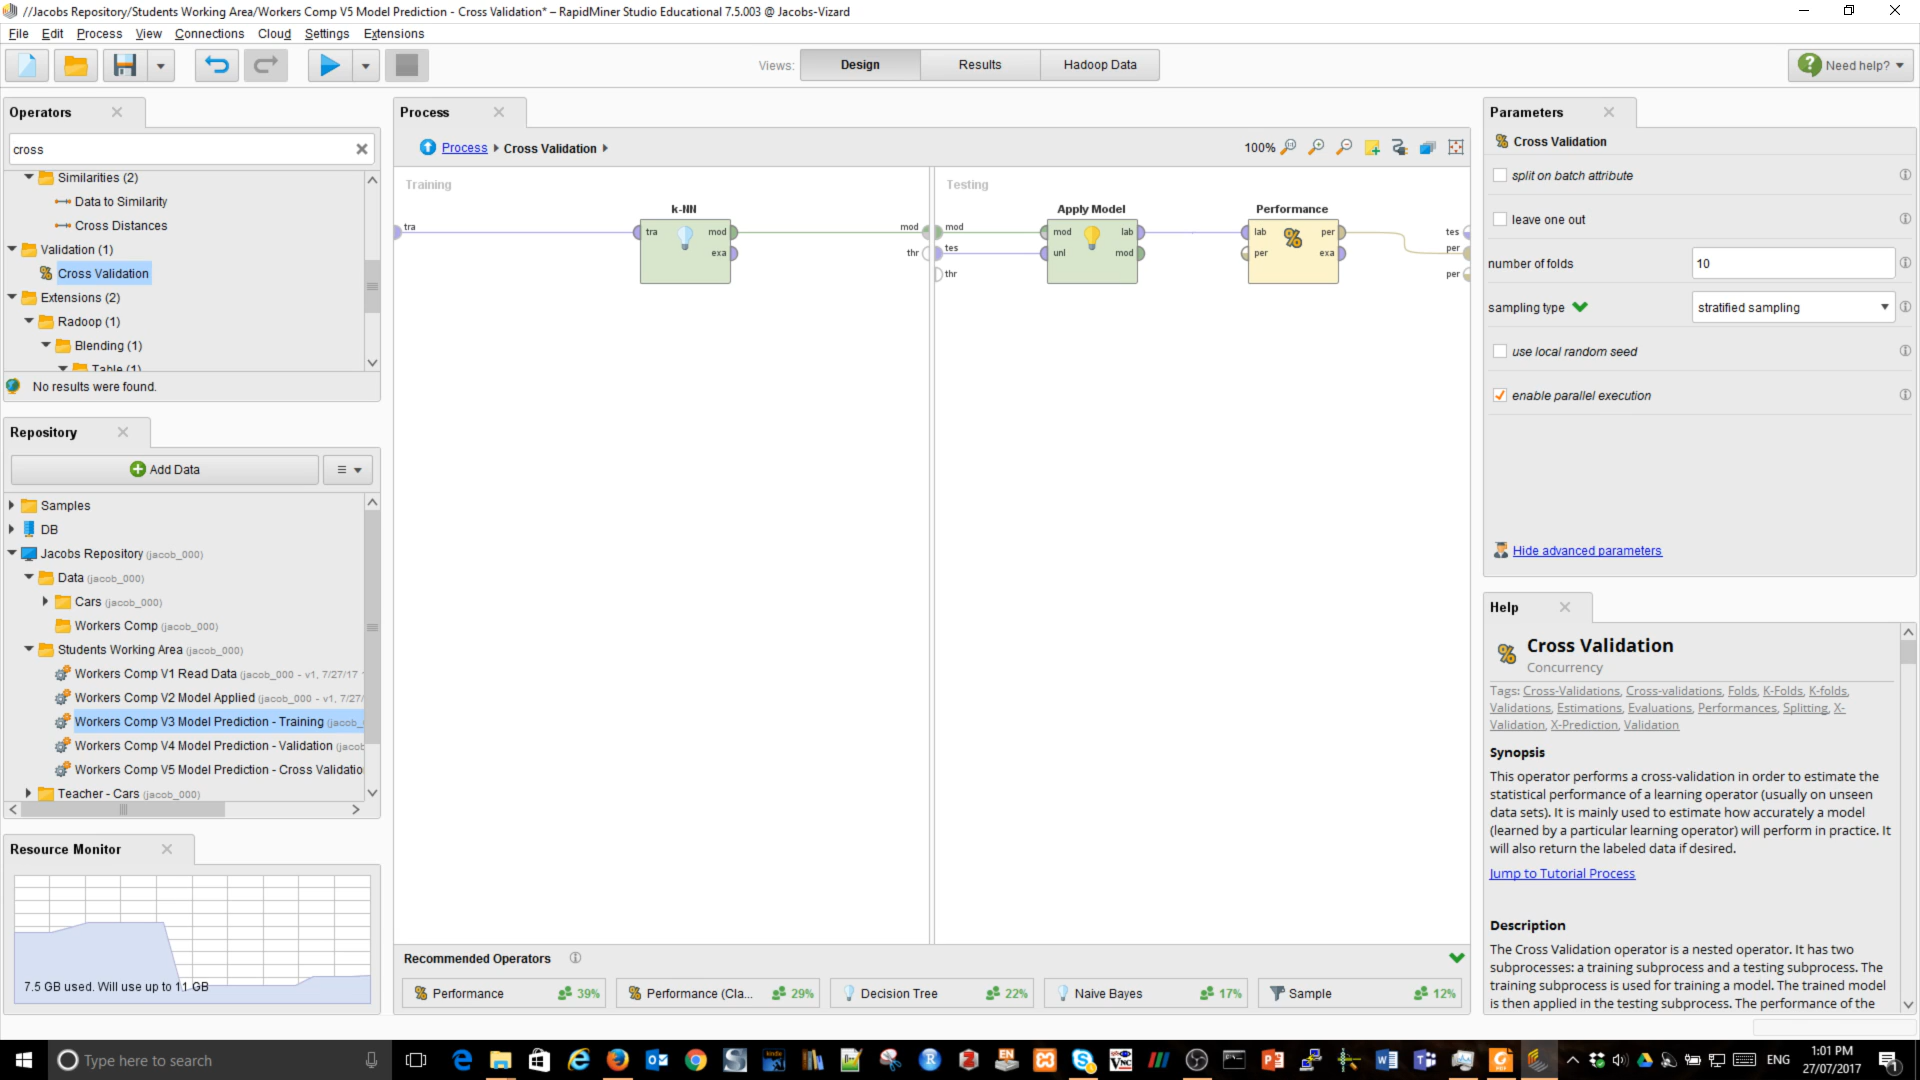 //Jacobs Repository/Students Working Area/Workers Comp V5 Model Prediction - Cross Validation* – RapidMiner Studio Educational 7.5.003 @ Jacobs-Vizard
File Edit Process View Connections Cloud Settings Extensions
Views: Design Results Hadoop Data Need help?
Operators
cross
Similarities (2)
Data to Similarity
Cross Distances
Validation (1)
Cross Validation
Extensions (2)
Radoop (1)
Blending (1)
Table (1)
No results were found.
Repository
Add Data
Samples
DB
Jacobs Repository (jacob_000)
Data (jacob_000)
Cars (jacob_000)
Workers Comp (jacob_000)
Students Working Area (jacob_000)
Workers Comp V1 Read Data (jacob_000 - v1, 7/27/17
Workers Comp V2 Model Applied (jacob_000 - v1, 7/27/
Workers Comp V3 Model Prediction - Training (jacob_
Workers Comp V4 Model Prediction - Validation (jacob
Workers Comp V5 Model Prediction - Cross Validatio
Teacher - Cars (jacob_000)
Resource Monitor
7.5 GB used. Will use up to 11 GB
Process
Process Cross Validation
100%
Training
k-NN
tra
tra mod
exa
mod
thr
Testing
Apply Model
Performance
mod
tes
thr
mod lab
unl mod
lab per
per exa
tes
per
per
Recommended Operators
Performance 39%
Performance (Cla... 29%
Decision Tree 22%
Naive Bayes 17%
Sample 12%
Parameters
Cross Validation
split on batch attribute
leave one out
number of folds 10
sampling type stratified sampling
use local random seed
enable parallel execution
Hide advanced parameters
Help
Cross Validation
Concurrency
Tags: Cross-Validations, Cross-validations, Folds, K-Folds, K-folds,
Validations, Estimations, Evaluations, Performances, Splitting, X-
Validation, X-Prediction, Validation
Synopsis
This operator performs a cross-validation in order to estimate the
statistical performance of a learning operator (usually on unseen
data sets). It is mainly used to estimate how accurately a model
(learned by a particular learning operator) will perform in practice. It
will also return the labeled data if desired.
Jump to Tutorial Process
Description
The Cross Validation operator is a nested operator. It has two
subprocesses: a training subprocess and a testing subprocess. The
training subprocess is used for training a model. The trained model
is then applied in the testing subprocess. The performance of the
Type here to search
ENG
1:01 PM
27/07/2017